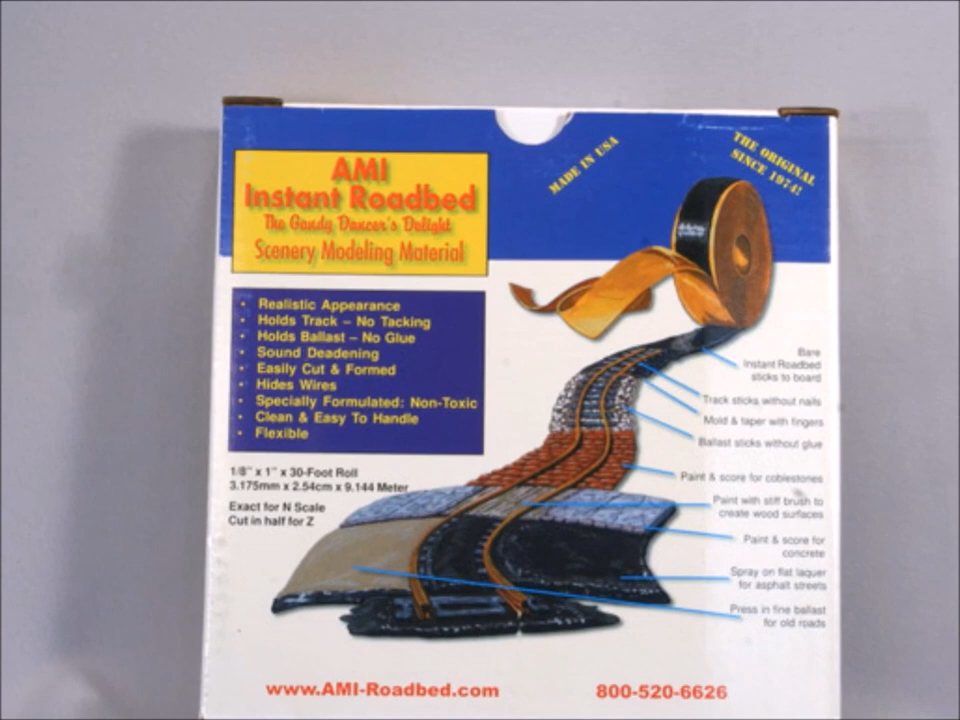 AMI
Instant Roadbed
The Gandy Dancer's Delight
Scenery Modeling Material
MADE IN USA
THE ORIGINAL
SINCE 1974!
• Realistic Appearance
• Holds Track – No Tacking
• Holds Ballast – No Glue
• Sound Deadening
• Easily Cut & Formed
• Hides Wires
• Specially Formulated: Non-Toxic
• Clean & Easy To Handle
• Flexible
1/8" x 1" x 30-Foot Roll
3.175mm x 2.54cm x 9.144 Meter
Exact for N Scale
Cut in half for Z
Bare
Instant Roadbed
sticks to board
Track sticks without nails
Mold & taper with fingers
Ballast sticks without glue
Paint & score for coblestones
Paint with stiff brush to
create wood surfaces
Paint & score for
concrete
Spray on flat laquer
for asphalt streets
Press in fine ballast
for old roads
www.AMI-Roadbed.com
800-520-6626